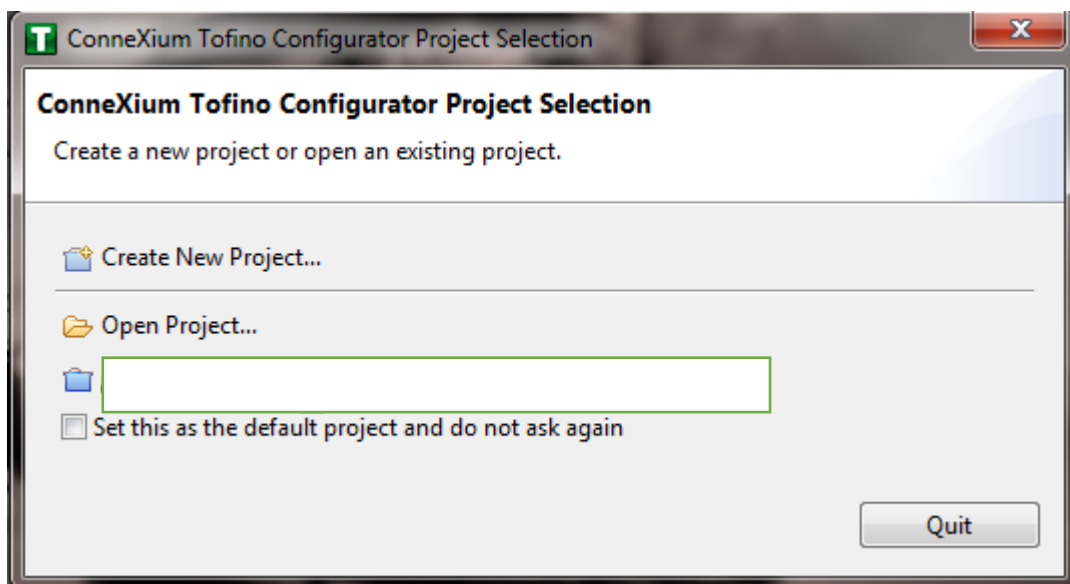 ConneXium Tofino Configurator Project Selection
ConneXium Tofino Configurator Project Selection
Create a new project or open an existing project.
Create New Project...
Open Project...
Set this as the default project and do not ask again
Quit